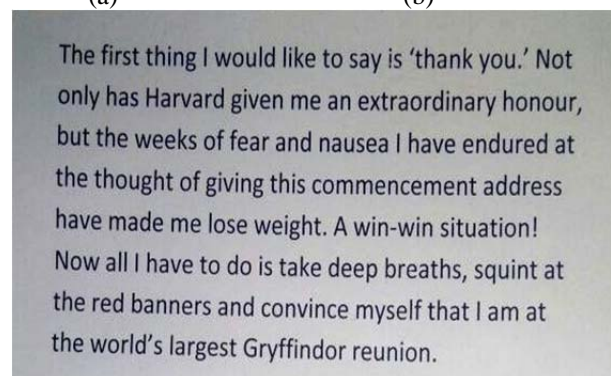 (a) (b)
The first thing I would like to say is ‘thank you.’ Not
only has Harvard given me an extraordinary honour,
but the weeks of fear and nausea I have endured at
the thought of giving this commencement address
have made me lose weight. A win-win situation!
Now all I have to do is take deep breaths, squint at
the red banners and convince myself that I am at
the world’s largest Gryffindor reunion.